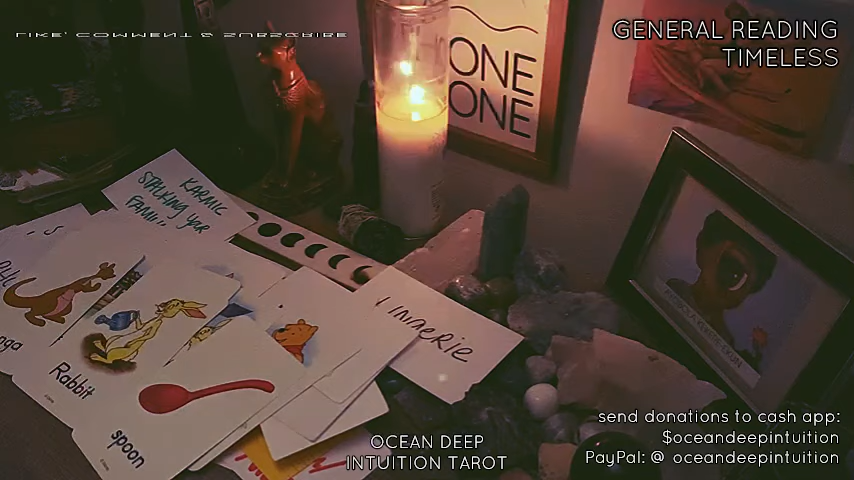 LIKE, COMMENT & SUBSCRIBE
GENERAL READING
TIMELESS
ONE
ONE
KARMIC
STALKING YOUR
Rabbit
spoon
LINGERIE
OCEAN DEEP
INTUITION TAROT
send donations to cash app:
$oceandeepintuition
PayPal: @ oceandeepintuition